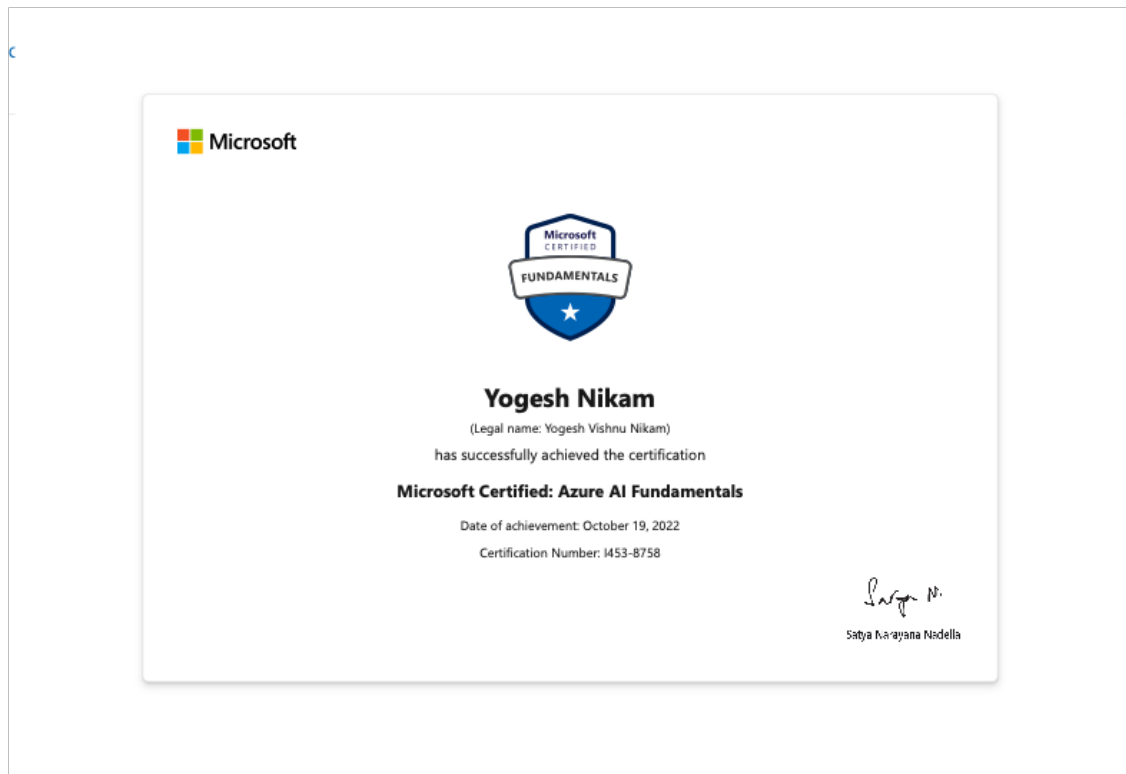 Microsoft
Microsoft
CERTIFIED
FUNDAMENTALS
Yogesh Nikam
(Legal name: Yogesh Vishnu Nikam)
has successfully achieved the certification
Microsoft Certified: Azure AI Fundamentals
Date of achievement: October 19, 2022
Certification Number: I453-8758
Satya N.
Satya Narayana Nadella